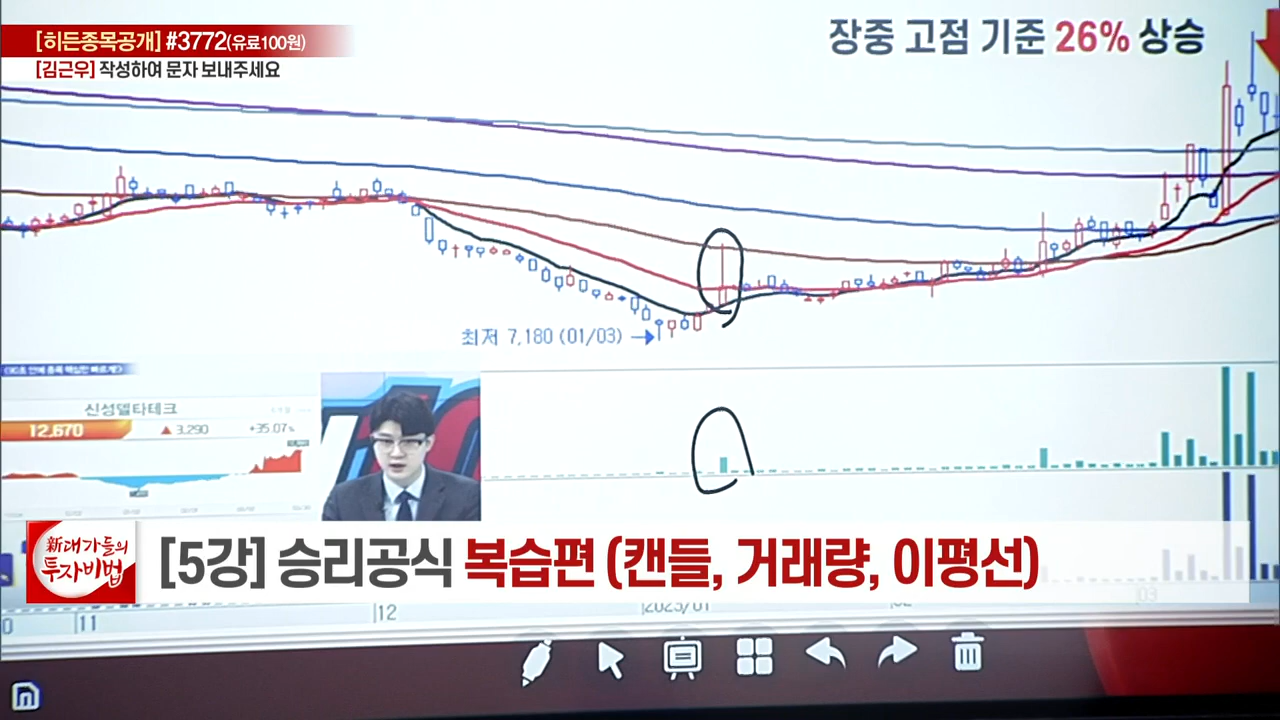 [히든종목공개] #3772(유료100원)
[김근우] 작성하여 문자 보내주세요
장중 고점 기준 26% 상승
최저 7,180 (01/03)
신성델타테크
12,670 ▲ 3,290 +35.07%
新대가들의
투자비법
[5강] 승리공식 복습편 (캔들, 거래량, 이평선)
11
12
2023/01
02
03